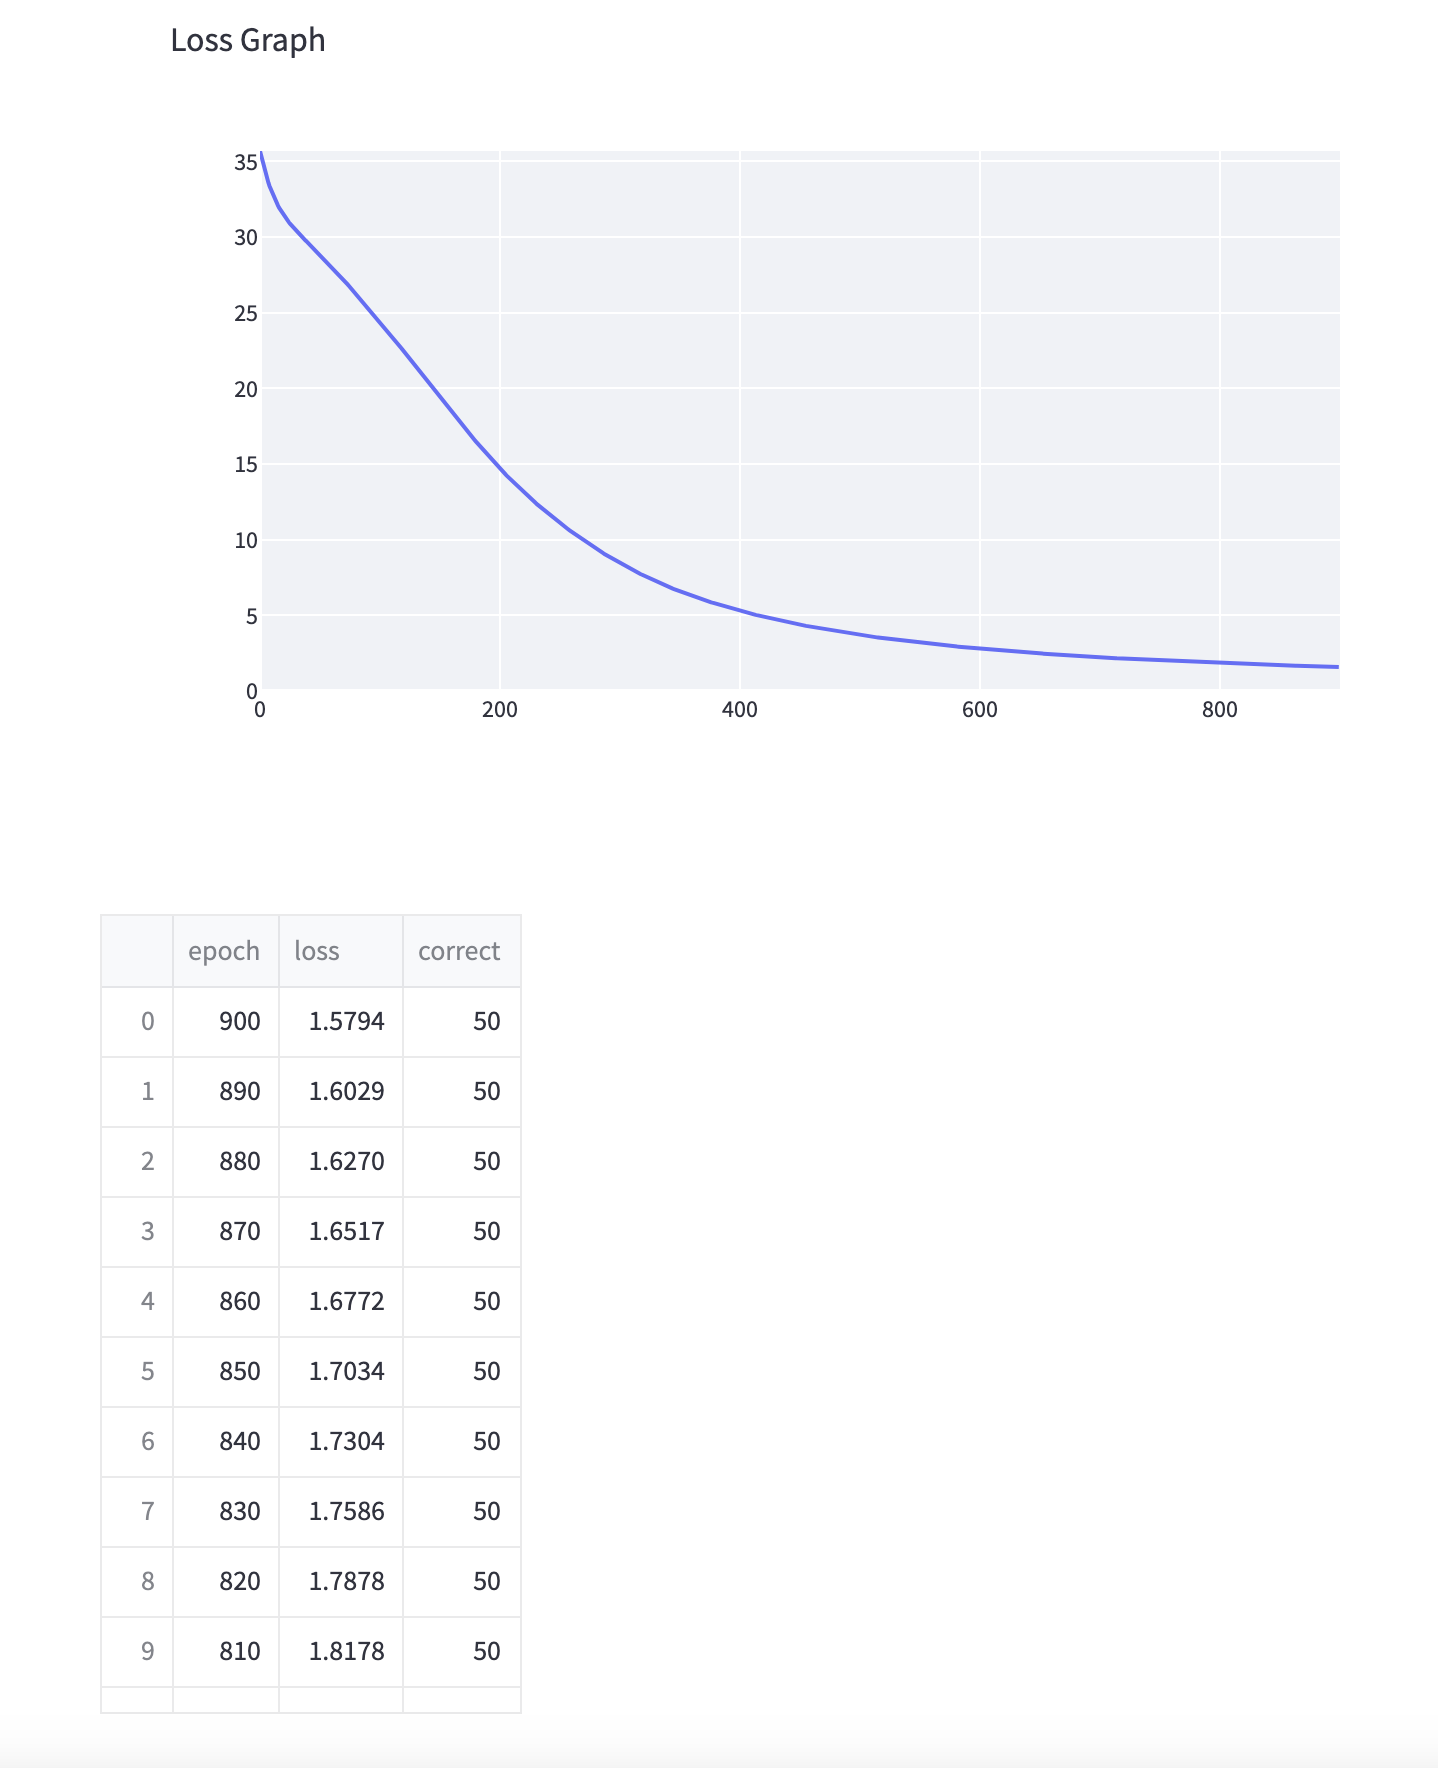 Loss Graph
35
30
25
20
15
10
5
0
0 200 400 600 800
epoch loss correct
0 900 1.5794 50
1 890 1.6029 50
2 880 1.6270 50
3 870 1.6517 50
4 860 1.6772 50
5 850 1.7034 50
6 840 1.7304 50
7 830 1.7586 50
8 820 1.7878 50
9 810 1.8178 50